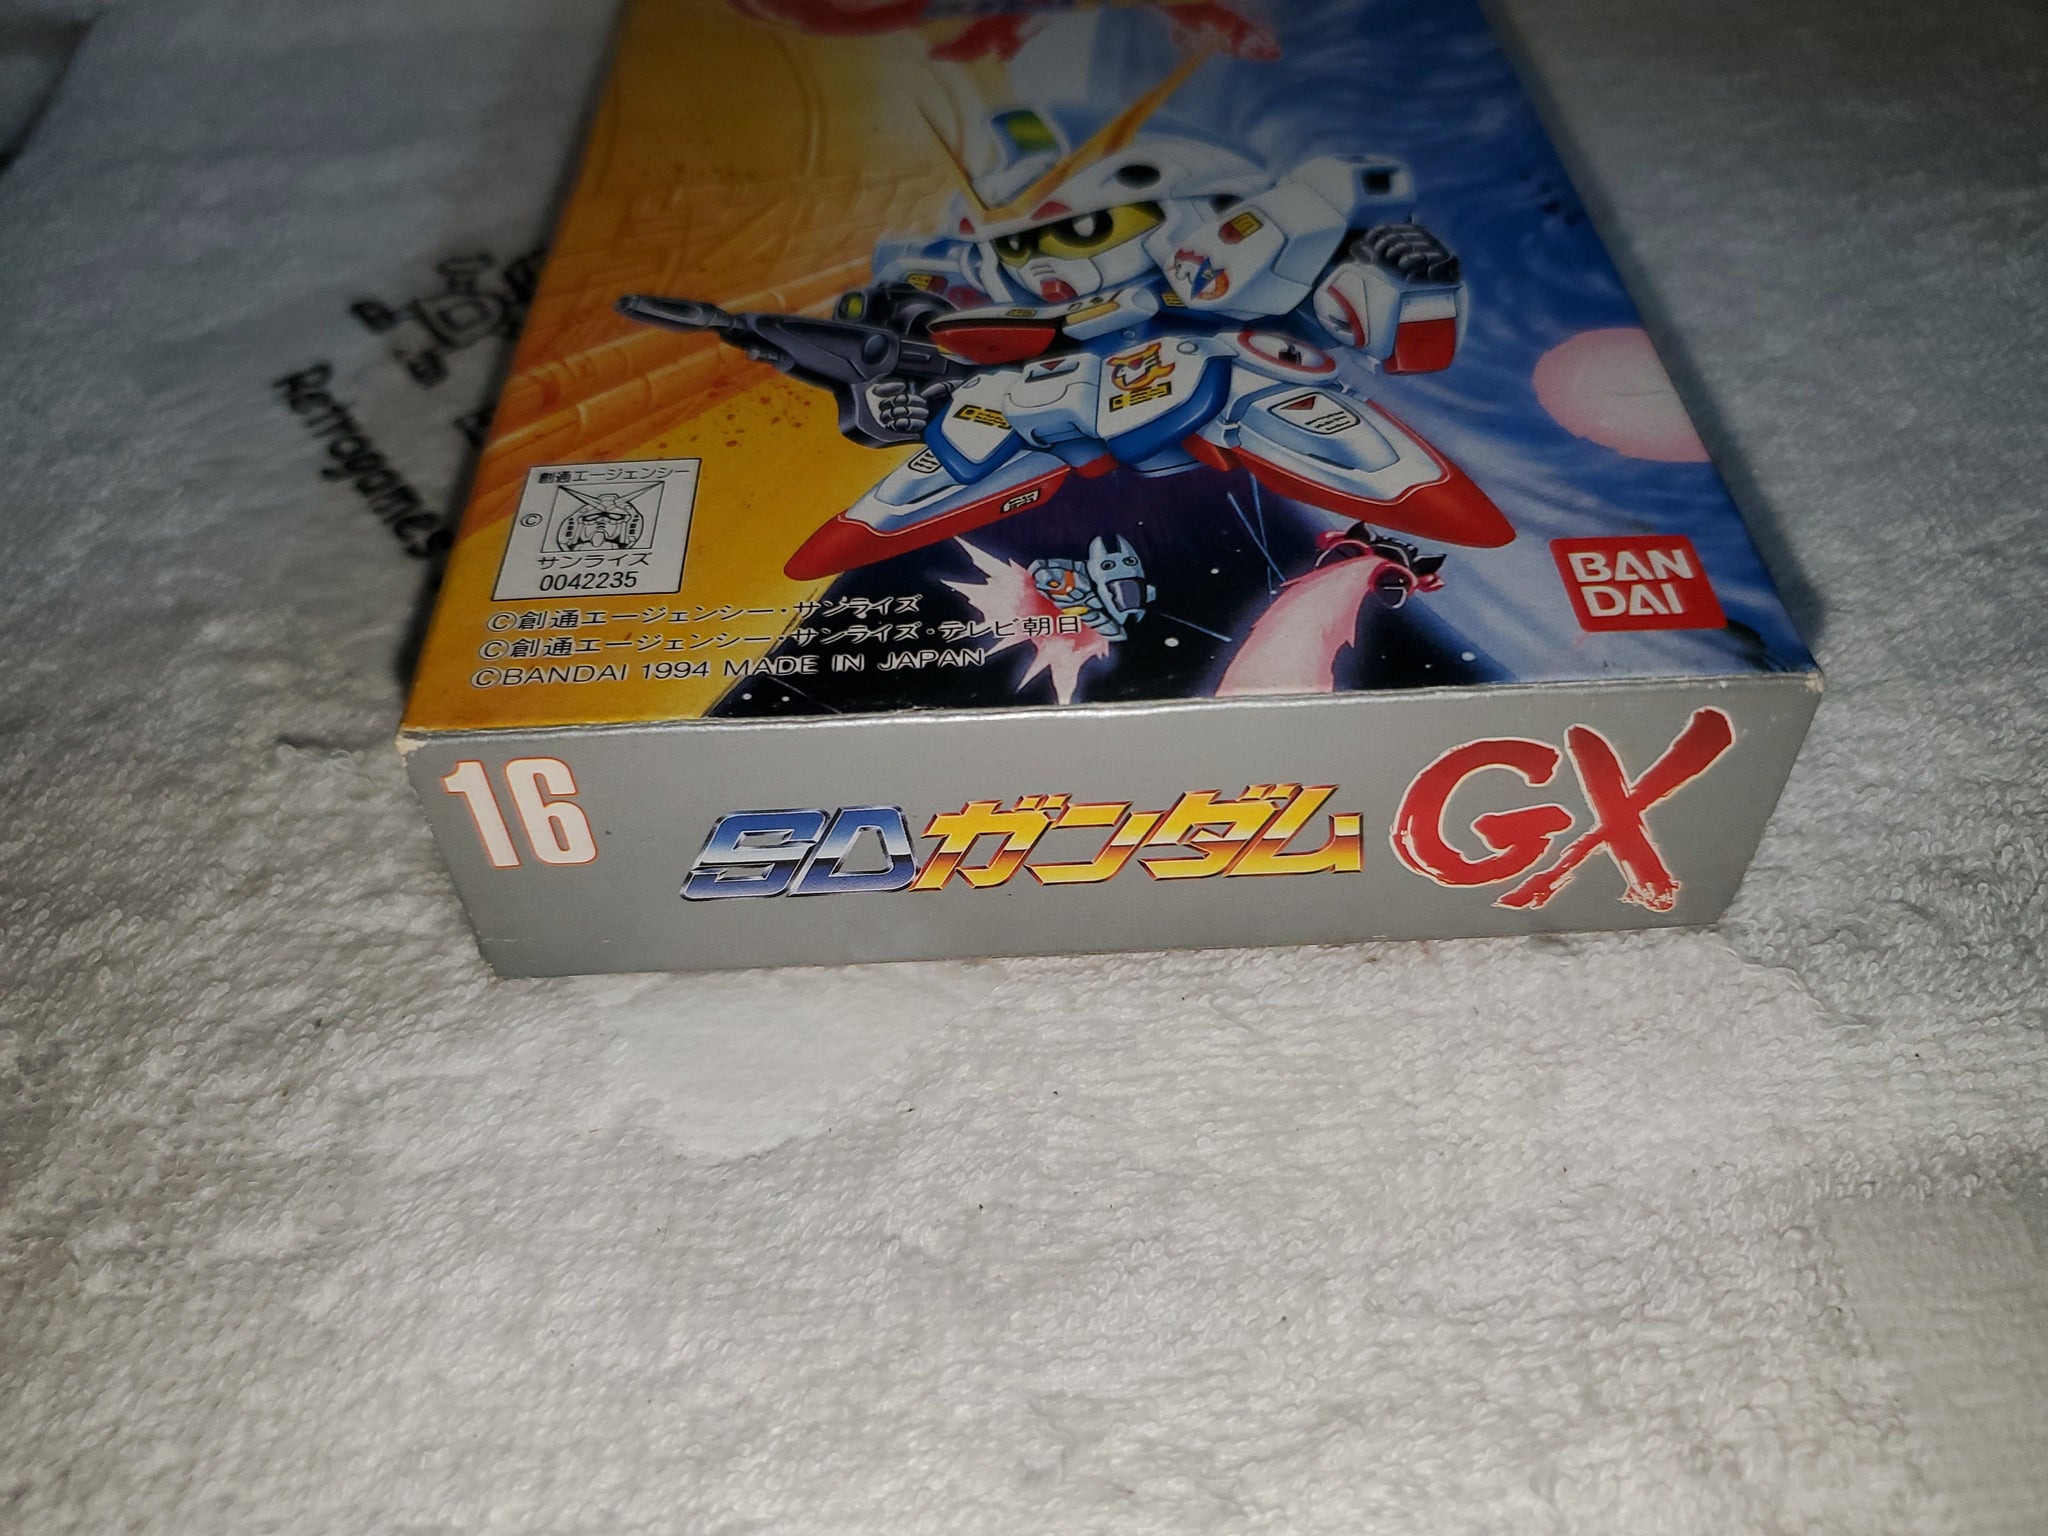 創通エージェンシー
©
サンライズ
0042235
©創通エージェンシー・サンライズ
©創通エージェンシー・サンライズ・テレビ朝日
©BANDAI 1994 MADE IN JAPAN
BAN
DAI
16
SDガンダムGX
Retrogames